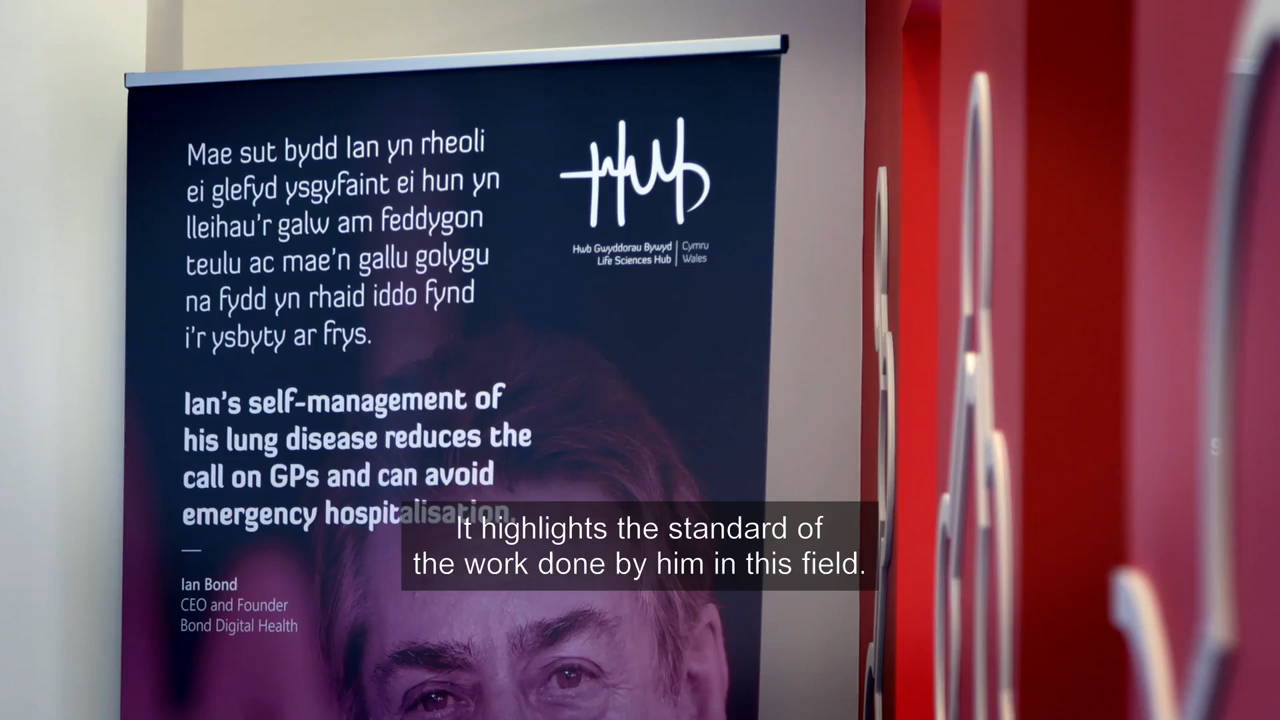 Mae sut bydd Ian yn rheoli
ei glefyd ysgyfaint ei hun yn
lleihau'r galw am feddygon
teulu ac mae'n gallu golygu
na fydd yn rhaid iddo fynd
i'r ysbyty ar frys.
Hub
Hwb Gwyddorau Bywyd | Cymru
Life Sciences Hub | Wales
Ian's self-management of
his lung disease reduces the
call on GPs and can avoid
emergency hospitalisation.
Ian Bond
CEO and Founder
Bond Digital Health
It highlights the standard of
the work done by him in this field.